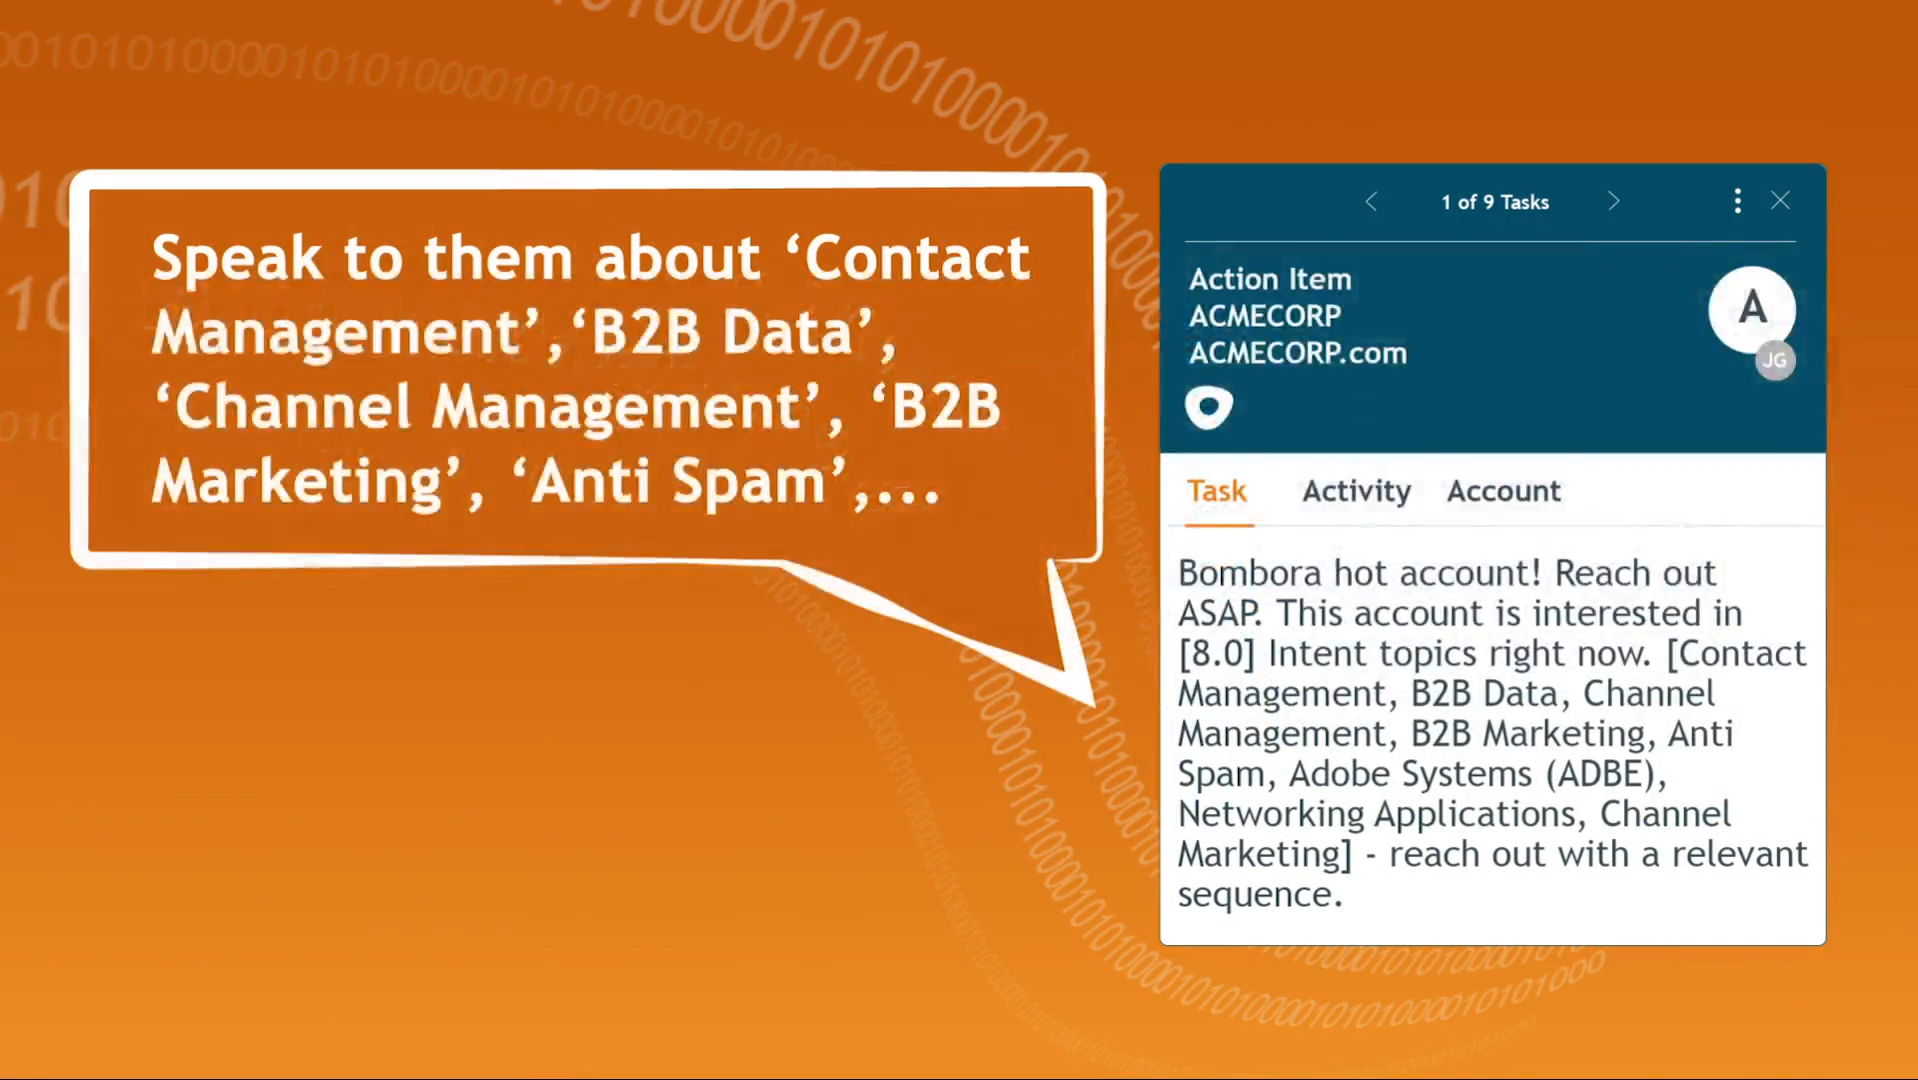 Speak to them about ‘Contact
Management’, ‘B2B Data’,
‘Channel Management’, ‘B2B
Marketing’, ‘Anti Spam’,...
1 of 9 Tasks
Action Item
ACMECORP
ACMECORP.com
A
JG
Task Activity Account
Bombora hot account! Reach out
ASAP. This account is interested in
[8.0] Intent topics right now. [Contact
Management, B2B Data, Channel
Management, B2B Marketing, Anti
Spam, Adobe Systems (ADBE),
Networking Applications, Channel
Marketing] - reach out with a relevant
sequence.